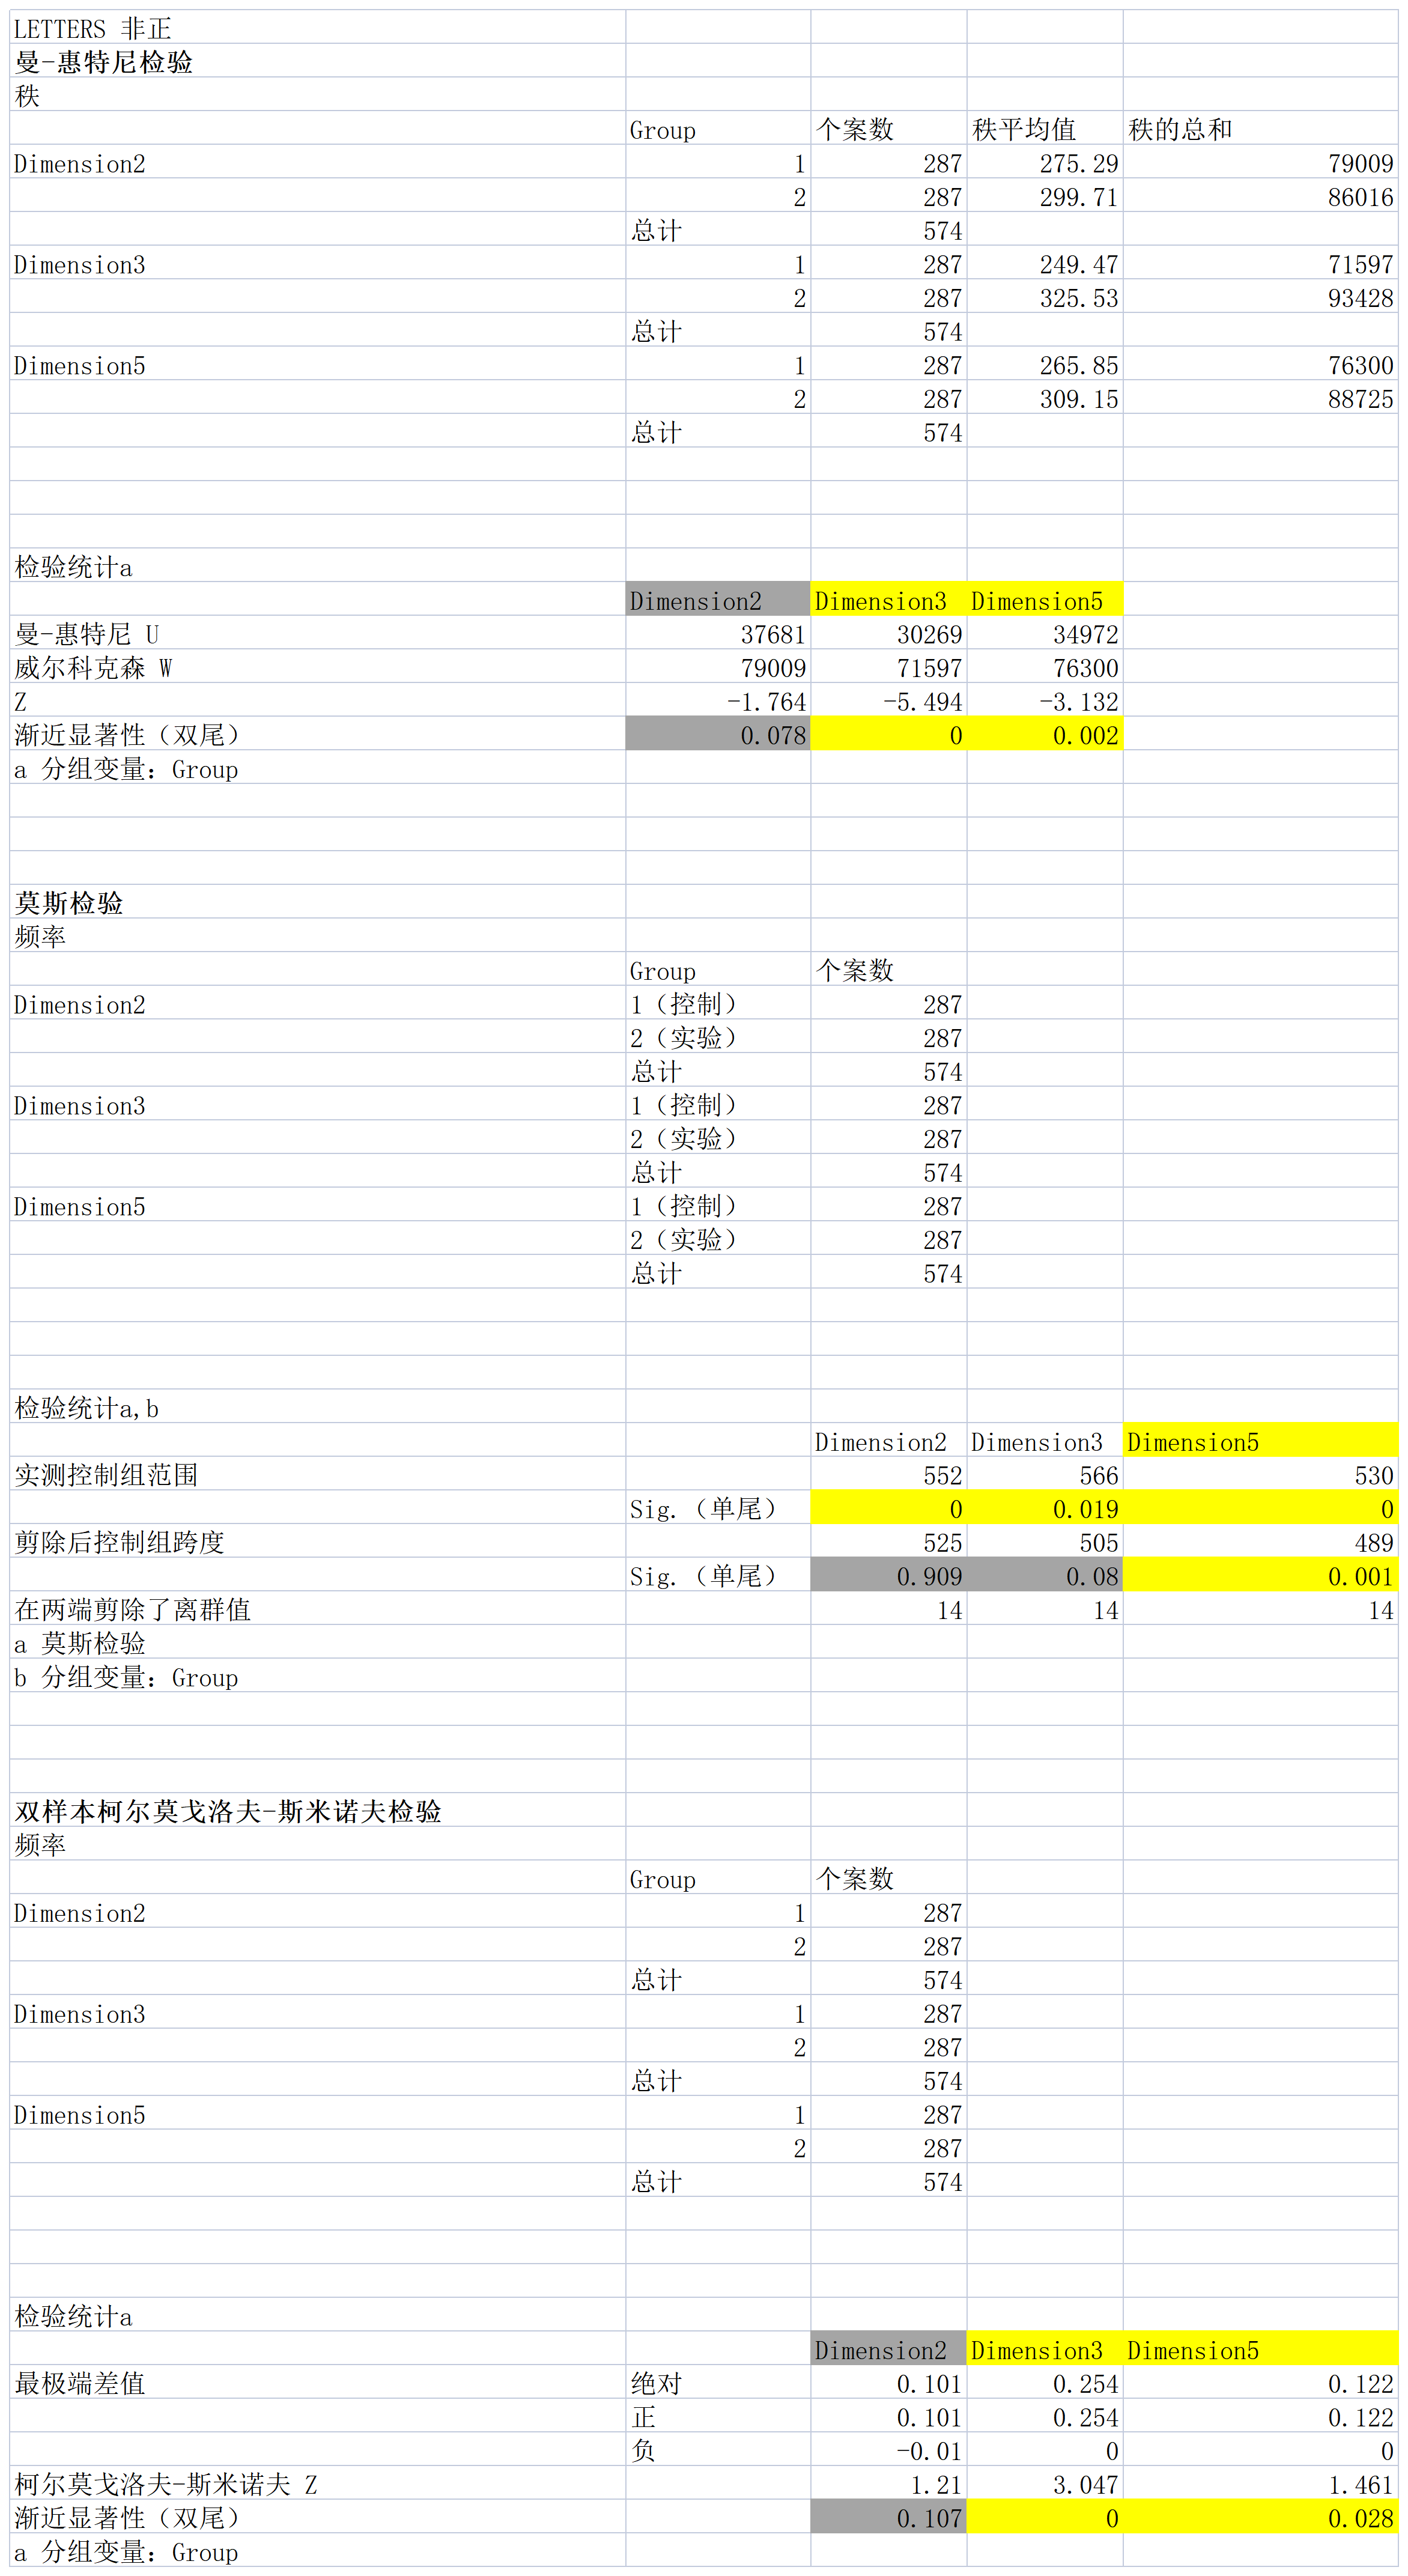 LETTERS 非正
曼-惠特尼检验
秩
Group 个案数 秩平均值 秩的总和
Dimension2 1 287 275.29 79009
2 287 299.71 86016
总计 574
Dimension3 1 287 249.47 71597
2 287 325.53 93428
总计 574
Dimension5 1 287 265.85 76300
2 287 309.15 88725
总计 574
检验统计a
Dimension2 Dimension3 Dimension5
曼-惠特尼 U 37681 30269 34972
威尔科克森 W 79009 71597 76300
Z -1.764 -5.494 -3.132
渐近显著性（双尾） 0.078 0 0.002
a 分组变量：Group
莫斯检验
频率
Group 个案数
Dimension2 1（控制） 287
2（实验） 287
总计 574
Dimension3 1（控制） 287
2（实验） 287
总计 574
Dimension5 1（控制） 287
2（实验） 287
总计 574
检验统计a,b
Dimension2 Dimension3 Dimension5
实测控制组范围 552 566 530
Sig.（单尾） 0 0.019 0
剪除后控制组跨度 525 505 489
Sig.（单尾） 0.909 0.08 0.001
在两端剪除了离群值 14 14 14
a 莫斯检验
b 分组变量：Group
双样本柯尔莫戈洛夫-斯米诺夫检验
频率
Group 个案数
Dimension2 1 287
2 287
总计 574
Dimension3 1 287
2 287
总计 574
Dimension5 1 287
2 287
总计 574
检验统计a
Dimension2 Dimension3 Dimension5
最极端差值 绝对 0.101 0.254 0.122
正 0.101 0.254 0.122
负 -0.01 0 0
柯尔莫戈洛夫-斯米诺夫 Z 1.21 3.047 1.461
渐近显著性（双尾） 0.107 0 0.028
a 分组变量：Group